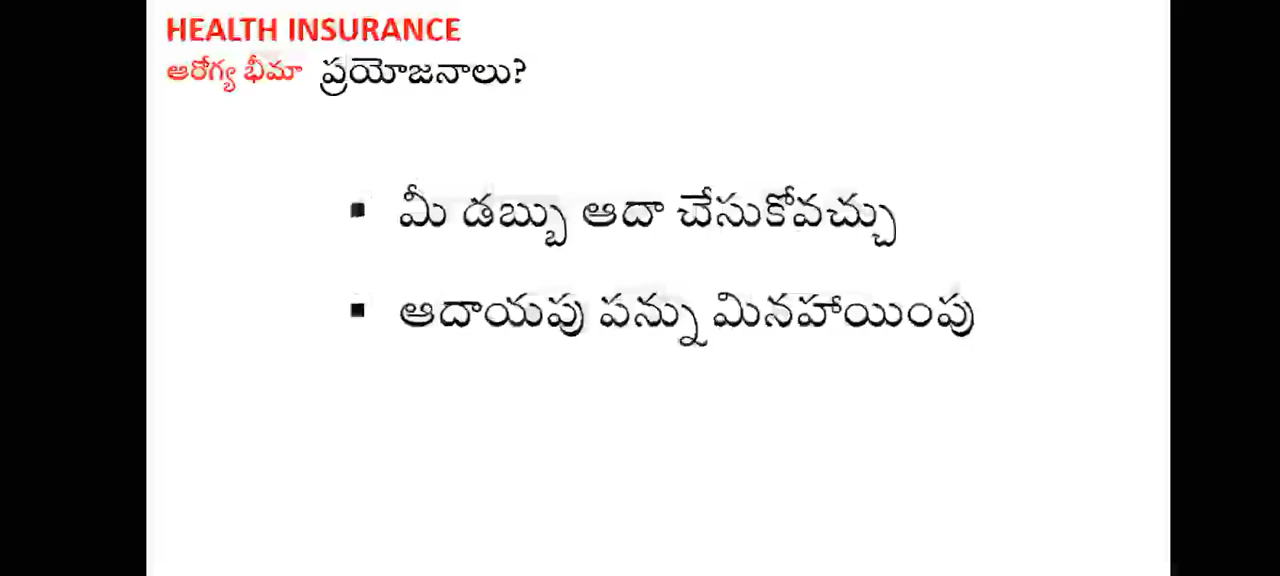 HEALTH INSURANCE
ఆరోగ్య భీమా ప్రయోజనాలు?
▪ మీ డబ్బు ఆదా చేసుకోవచ్చు
▪ ఆదాయపు పన్ను మినహాయింపు